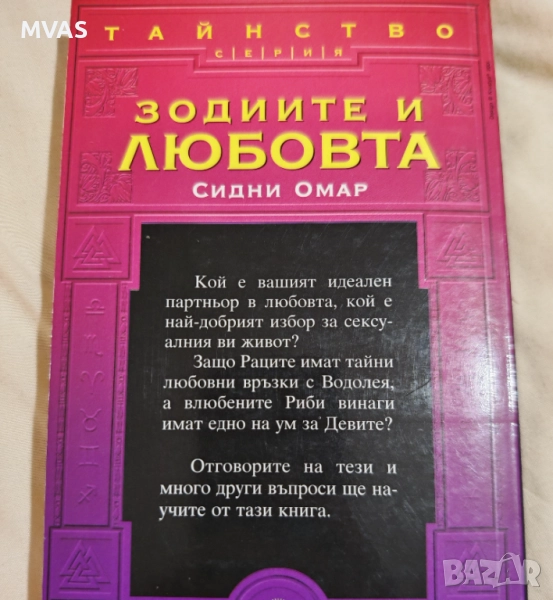 MVAS
ТАЙНСТВО
СЕРИЯ
ЗОДИИТЕ И
ЛЮБОВТА
СИДНИ ОМАР
Кой е вашият идеален
партньор в любовта, кой е
най-добрият избор за сексу-
алния ви живот?
Защо Раците имат тайни
любовни връзки с Водолея,
а влюбените Риби винаги
имат едно на ум за Девите?
Отговорите на тези и
много други въпроси ще на-
учите от тази книга.
BAZAR